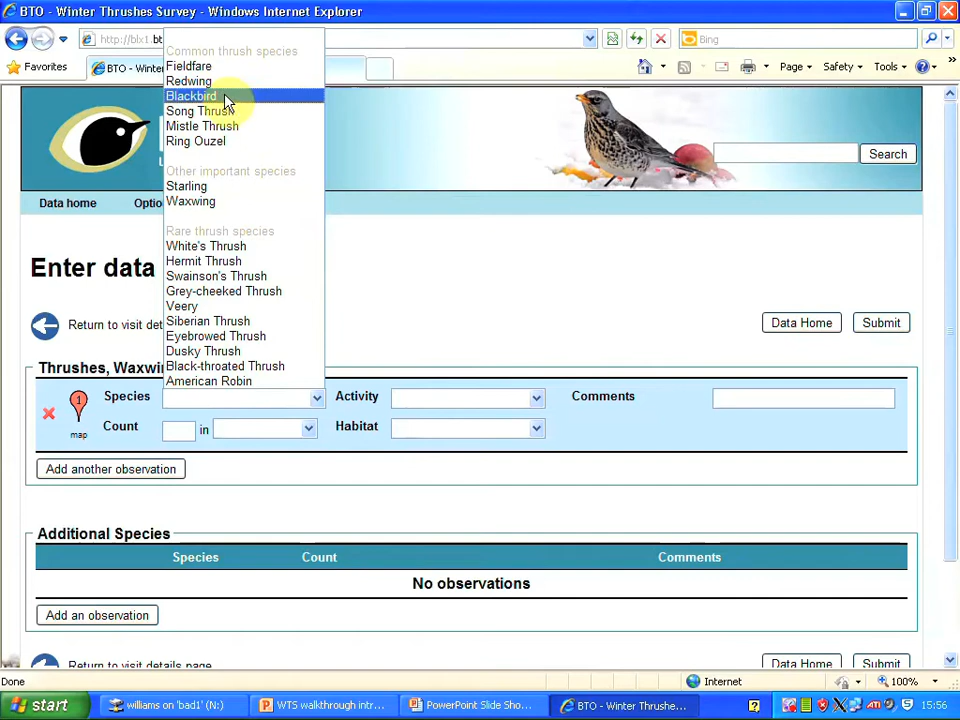 BTO - Winter Thrushes Survey - Windows Internet Explorer
http://blx1.bt
Bing
Favorites
BTO - Winter
Page
Safety
Tools
Common thrush species
Fieldfare
Redwing
Blackbird
Song Thrush
Mistle Thrush
Ring Ouzel
Other important species
Starling
Waxwing
Rare thrush species
White's Thrush
Hermit Thrush
Swainson's Thrush
Grey-cheeked Thrush
Veery
Siberian Thrush
Eyebrowed Thrush
Dusky Thrush
Black-throated Thrush
American Robin
Search
Data home
Optio
Enter data
Return to visit det
Data Home
Submit
Thrushes, Waxwi
1
map
Species
Activity
Comments
Count
in
Habitat
Add another observation
Additional Species
Species
Count
Comments
No observations
Add an observation
Return to visit details page
Data Home
Submit
Done
Internet
100%
start
williams on 'bad1' (N:)
WTS walkthrough intr...
PowerPoint Slide Sho...
BTO - Winter Thrushe...
15:56